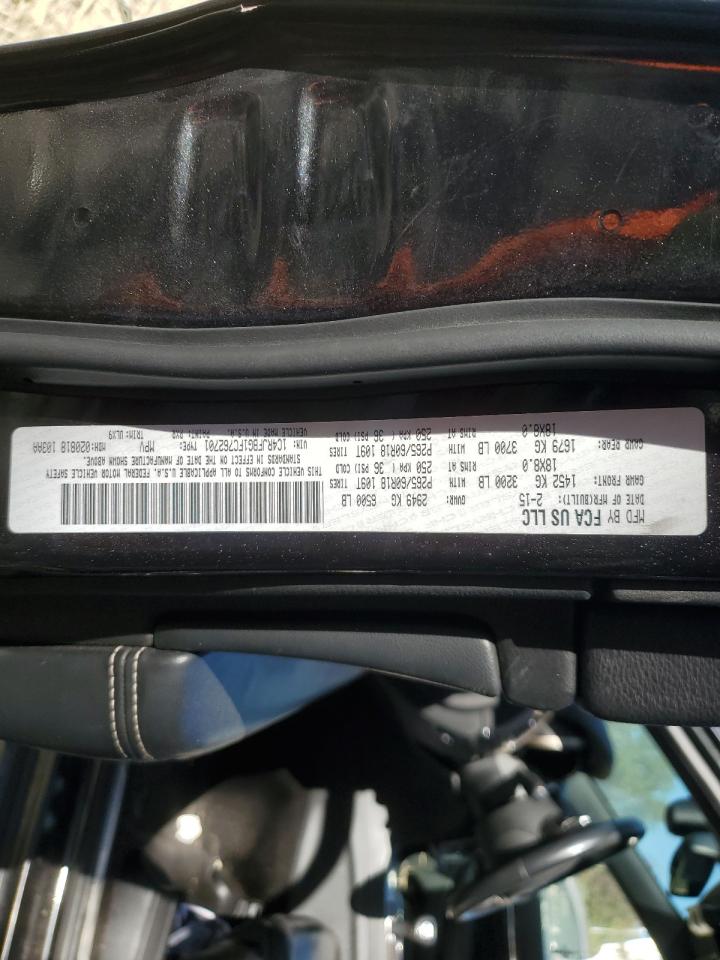 MFD BY FCA US LLC
DATE OF MFR(BUILT): 2-15 GVWR: 2949 KG 6500 LB
GAWR FRONT: 1452 KG 3200 LB WITH P265/60R18 109T TIRES
18X8.0 RIMS AT 250 KPA ( 36 PSI) COLD
GAWR REAR: 1679 KG 3700 LB WITH P265/60R18 109T TIRES
18X8.0 RIMS AT 250 KPA ( 36 PSI) COLD
THIS VEHICLE CONFORMS TO ALL APPLICABLE U.S.A. FEDERAL MOTOR VEHICLE SAFETY
STANDARDS IN EFFECT ON THE DATE OF MANUFACTURE SHOWN ABOVE.
VIN: 1C4RJFBG1FC762701 TYPE: MPV MDH: 020818 103AA
VEHICLE MADE IN U.S.A. PAINT: PXR TRIM: ULX9